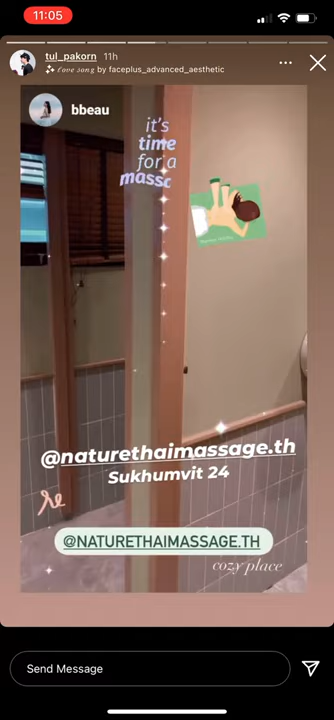 11:05
tul_pakorn 11h
love song by faceplus_advanced_aesthetic
bbeau
it's
time
for a
@naturethaimassage.th
Sukhumvit 24
@NATURETHAIMASSAGE.TH
cozy place
Send Message